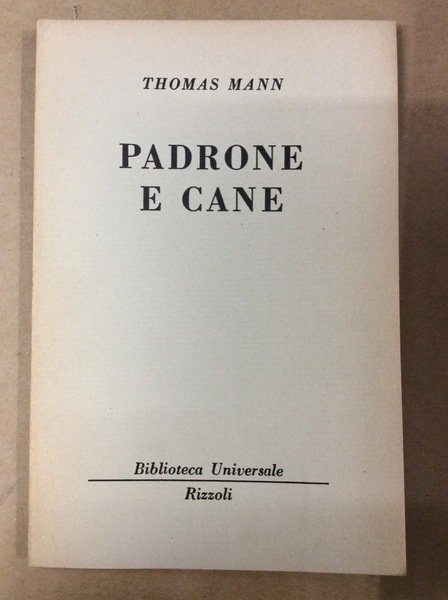 THOMAS MANN
PADRONE
E CANE
Biblioteca Universale
Rizzoli